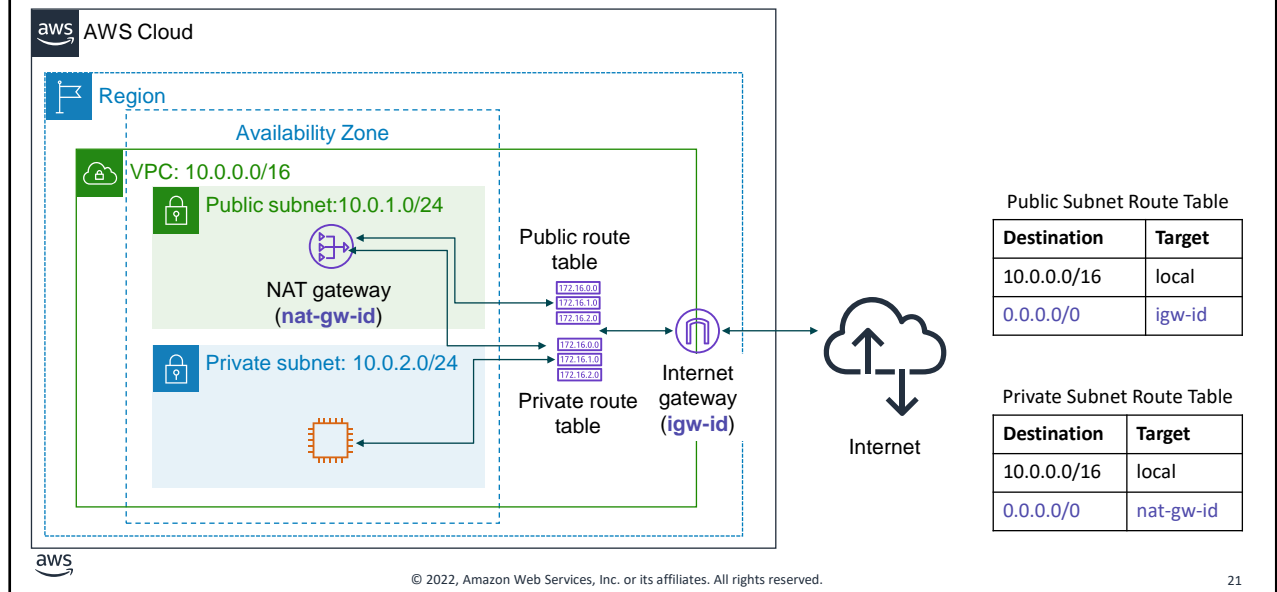 aws
AWS Cloud
Region
Availability Zone
VPC: 10.0.0.0/16
Public subnet:10.0.1.0/24
NAT gateway
(nat-gw-id)
Public route
table
172.16.0.0
172.16.1.0
172.16.2.0
Private subnet: 10.0.2.0/24
172.16.0.0
172.16.1.0
172.16.2.0
Private route
table
Internet
gateway
(igw-id)
Internet
Public Subnet Route Table
Destination Target
10.0.0.0/16 local
0.0.0.0/0 igw-id
Private Subnet Route Table
Destination Target
10.0.0.0/16 local
0.0.0.0/0 nat-gw-id
aws
© 2022, Amazon Web Services, Inc. or its affiliates. All rights reserved.
21